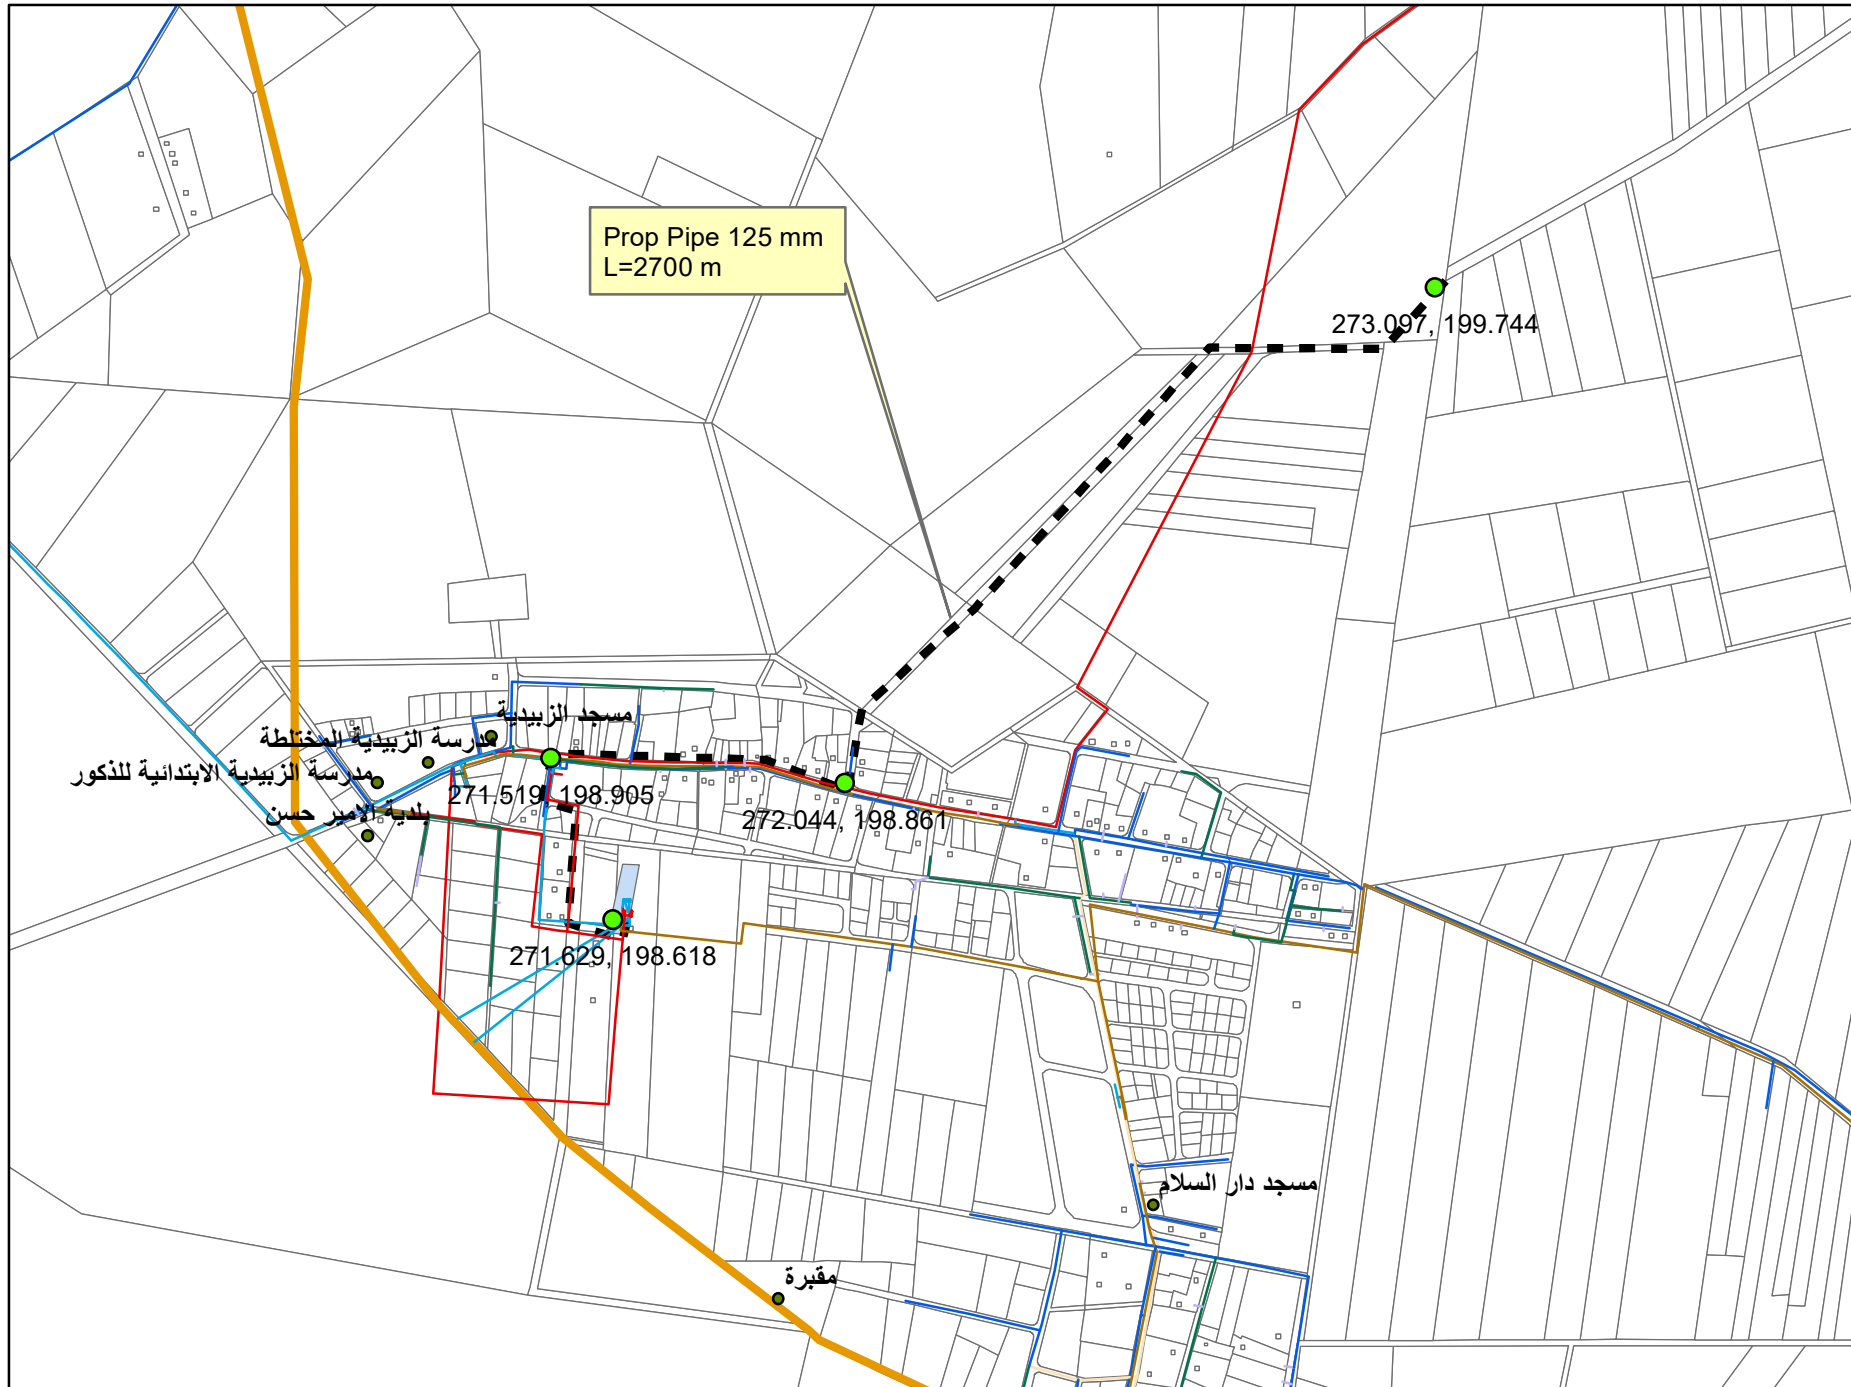 Prop Pipe 125 mm
L=2700 m
273.097, 199.744
مسجد الزبيدية
مدرسة الزبيدية المختلطة
مدرسة الزبيدية الابتدائية للذكور
271.519, 198.905
بلدية الامير حسن
272.044, 198.861
271.629, 198.618
مسجد دار السلام
مقبرة